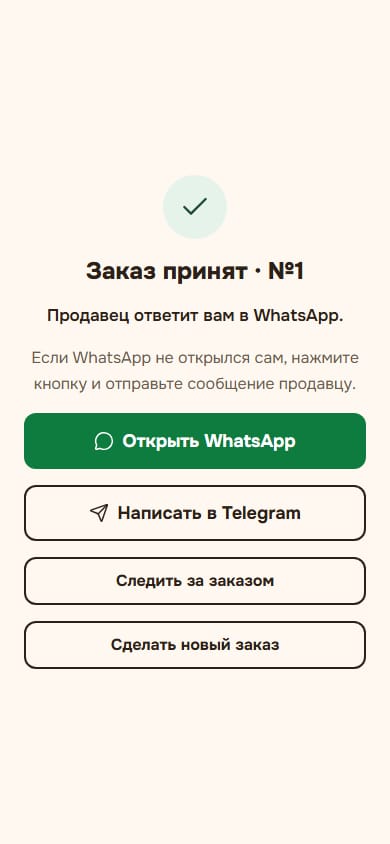 Заказ принят · №1
Продавец ответит вам в WhatsApp.
Если WhatsApp не открылся сам, нажмите
кнопку и отправьте сообщение продавцу.
Открыть WhatsApp
Написать в Telegram
Следить за заказом
Сделать новый заказ